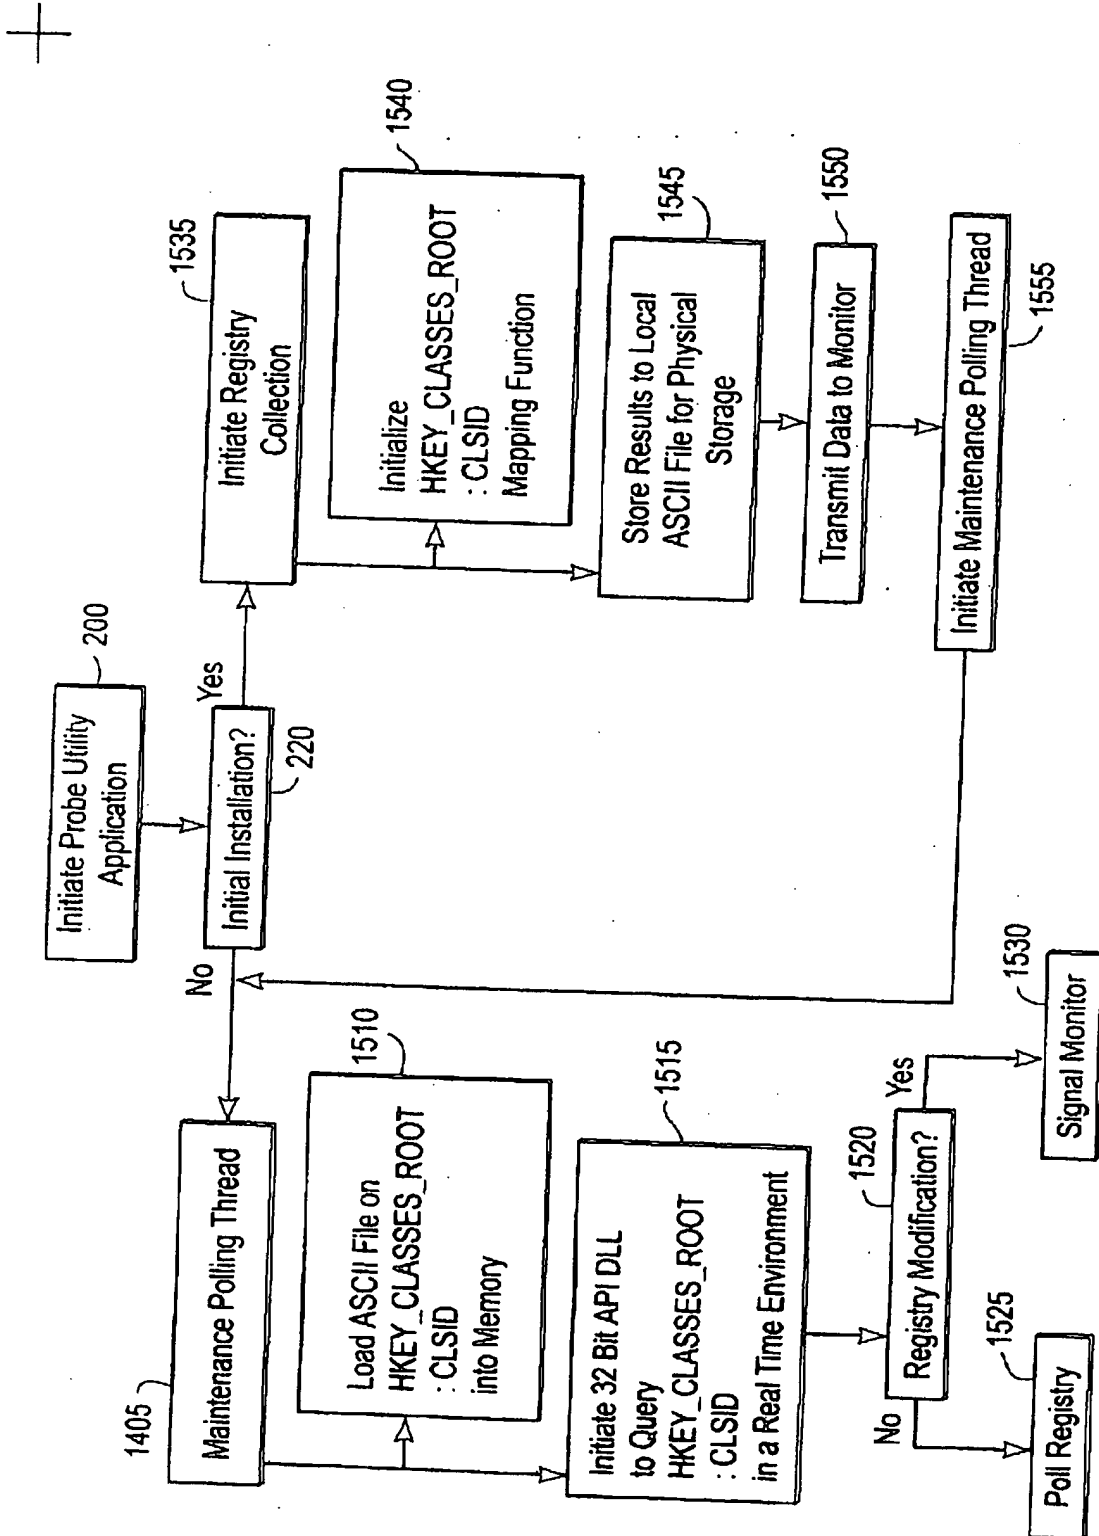 Initiate Probe Utility
Application
200
Initial Installation?
220
No
Yes
Maintenance Polling Thread
1405
Load ASCII File on
HKEY_CLASSES_ROOT
: CLSID
into Memory
1510
Initiate 32 Bit API DLL
to Query
HKEY_CLASSES_ROOT
: CLSID
in a Real Time Environment
1515
Registry Modification?
1520
No
Yes
Poll Registry
1525
Signal Monitor
1530
Initiate Registry
Collection
1535
Initialize
HKEY_CLASSES_ROOT
: CLSID
Mapping Function
1540
Store Results to Local
ASCII File for Physical
Storage
1545
Transmit Data to Monitor
1550
Initiate Maintenance Polling Thread
1555